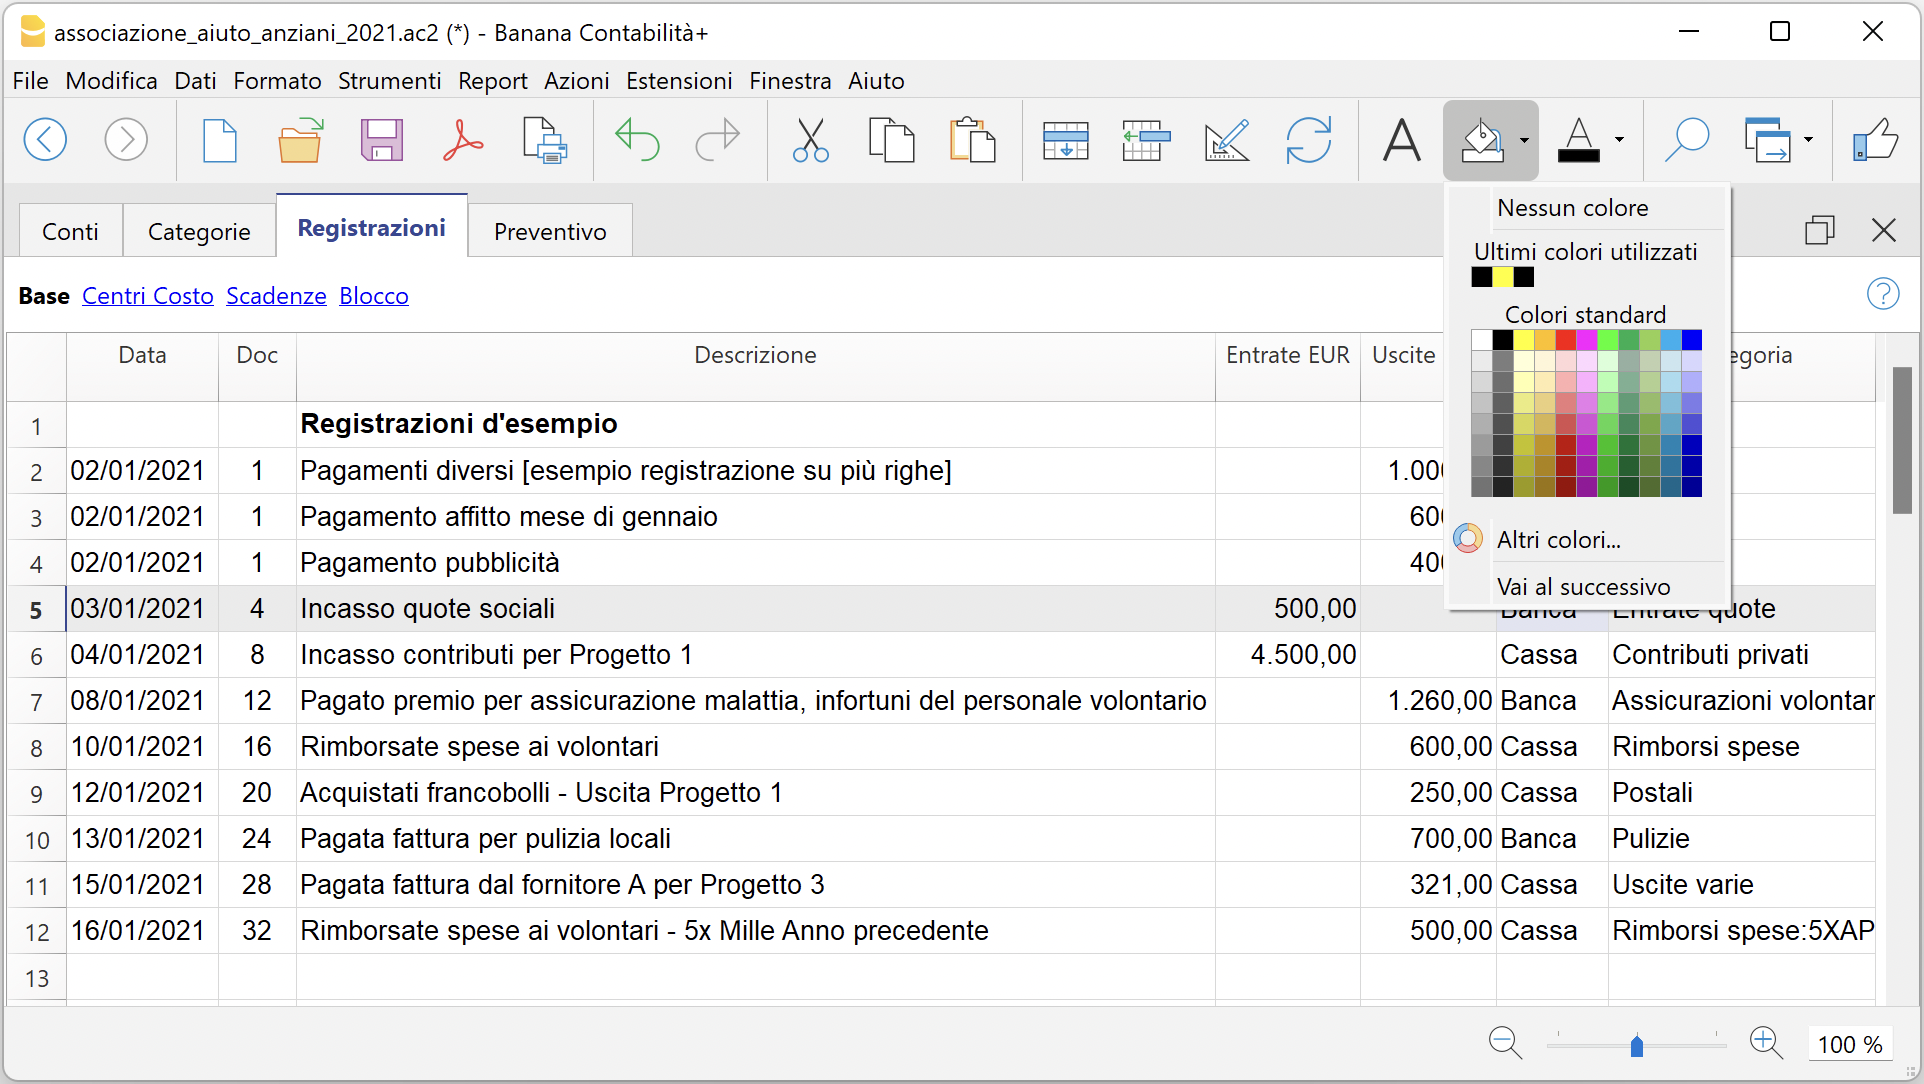 associazione_aiuto_anziani_2021.ac2 (*) - Banana Contabilità+
File Modifica Dati Formato Strumenti Report Azioni Estensioni Finestra Aiuto
Conti Categorie Registrazioni Preventivo
Base Centri Costo Scadenze Blocco
Nessun colore
Ultimi colori utilizzati
Colori standard
Altri colori...
Vai al successivo
Data Doc Descrizione Entrate EUR Uscite egoria
1 Registrazioni d'esempio
2 02/01/2021 1 Pagamenti diversi [esempio registrazione su più righe] 1.000
3 02/01/2021 1 Pagamento affitto mese di gennaio 600
4 02/01/2021 1 Pagamento pubblicità 400
5 03/01/2021 4 Incasso quote sociali 500,00 Banca Entrate quote
6 04/01/2021 8 Incasso contributi per Progetto 1 4.500,00 Cassa Contributi privati
7 08/01/2021 12 Pagato premio per assicurazione malattia, infortuni del personale volontario 1.260,00 Banca Assicurazioni volontar
8 10/01/2021 16 Rimborsate spese ai volontari 600,00 Cassa Rimborsi spese
9 12/01/2021 20 Acquistati francobolli - Uscita Progetto 1 250,00 Cassa Postali
10 13/01/2021 24 Pagata fattura per pulizia locali 700,00 Banca Pulizie
11 15/01/2021 28 Pagata fattura dal fornitore A per Progetto 3 321,00 Cassa Uscite varie
12 16/01/2021 32 Rimborsate spese ai volontari - 5x Mille Anno precedente 500,00 Cassa Rimborsi spese:5XAP
13
100 %